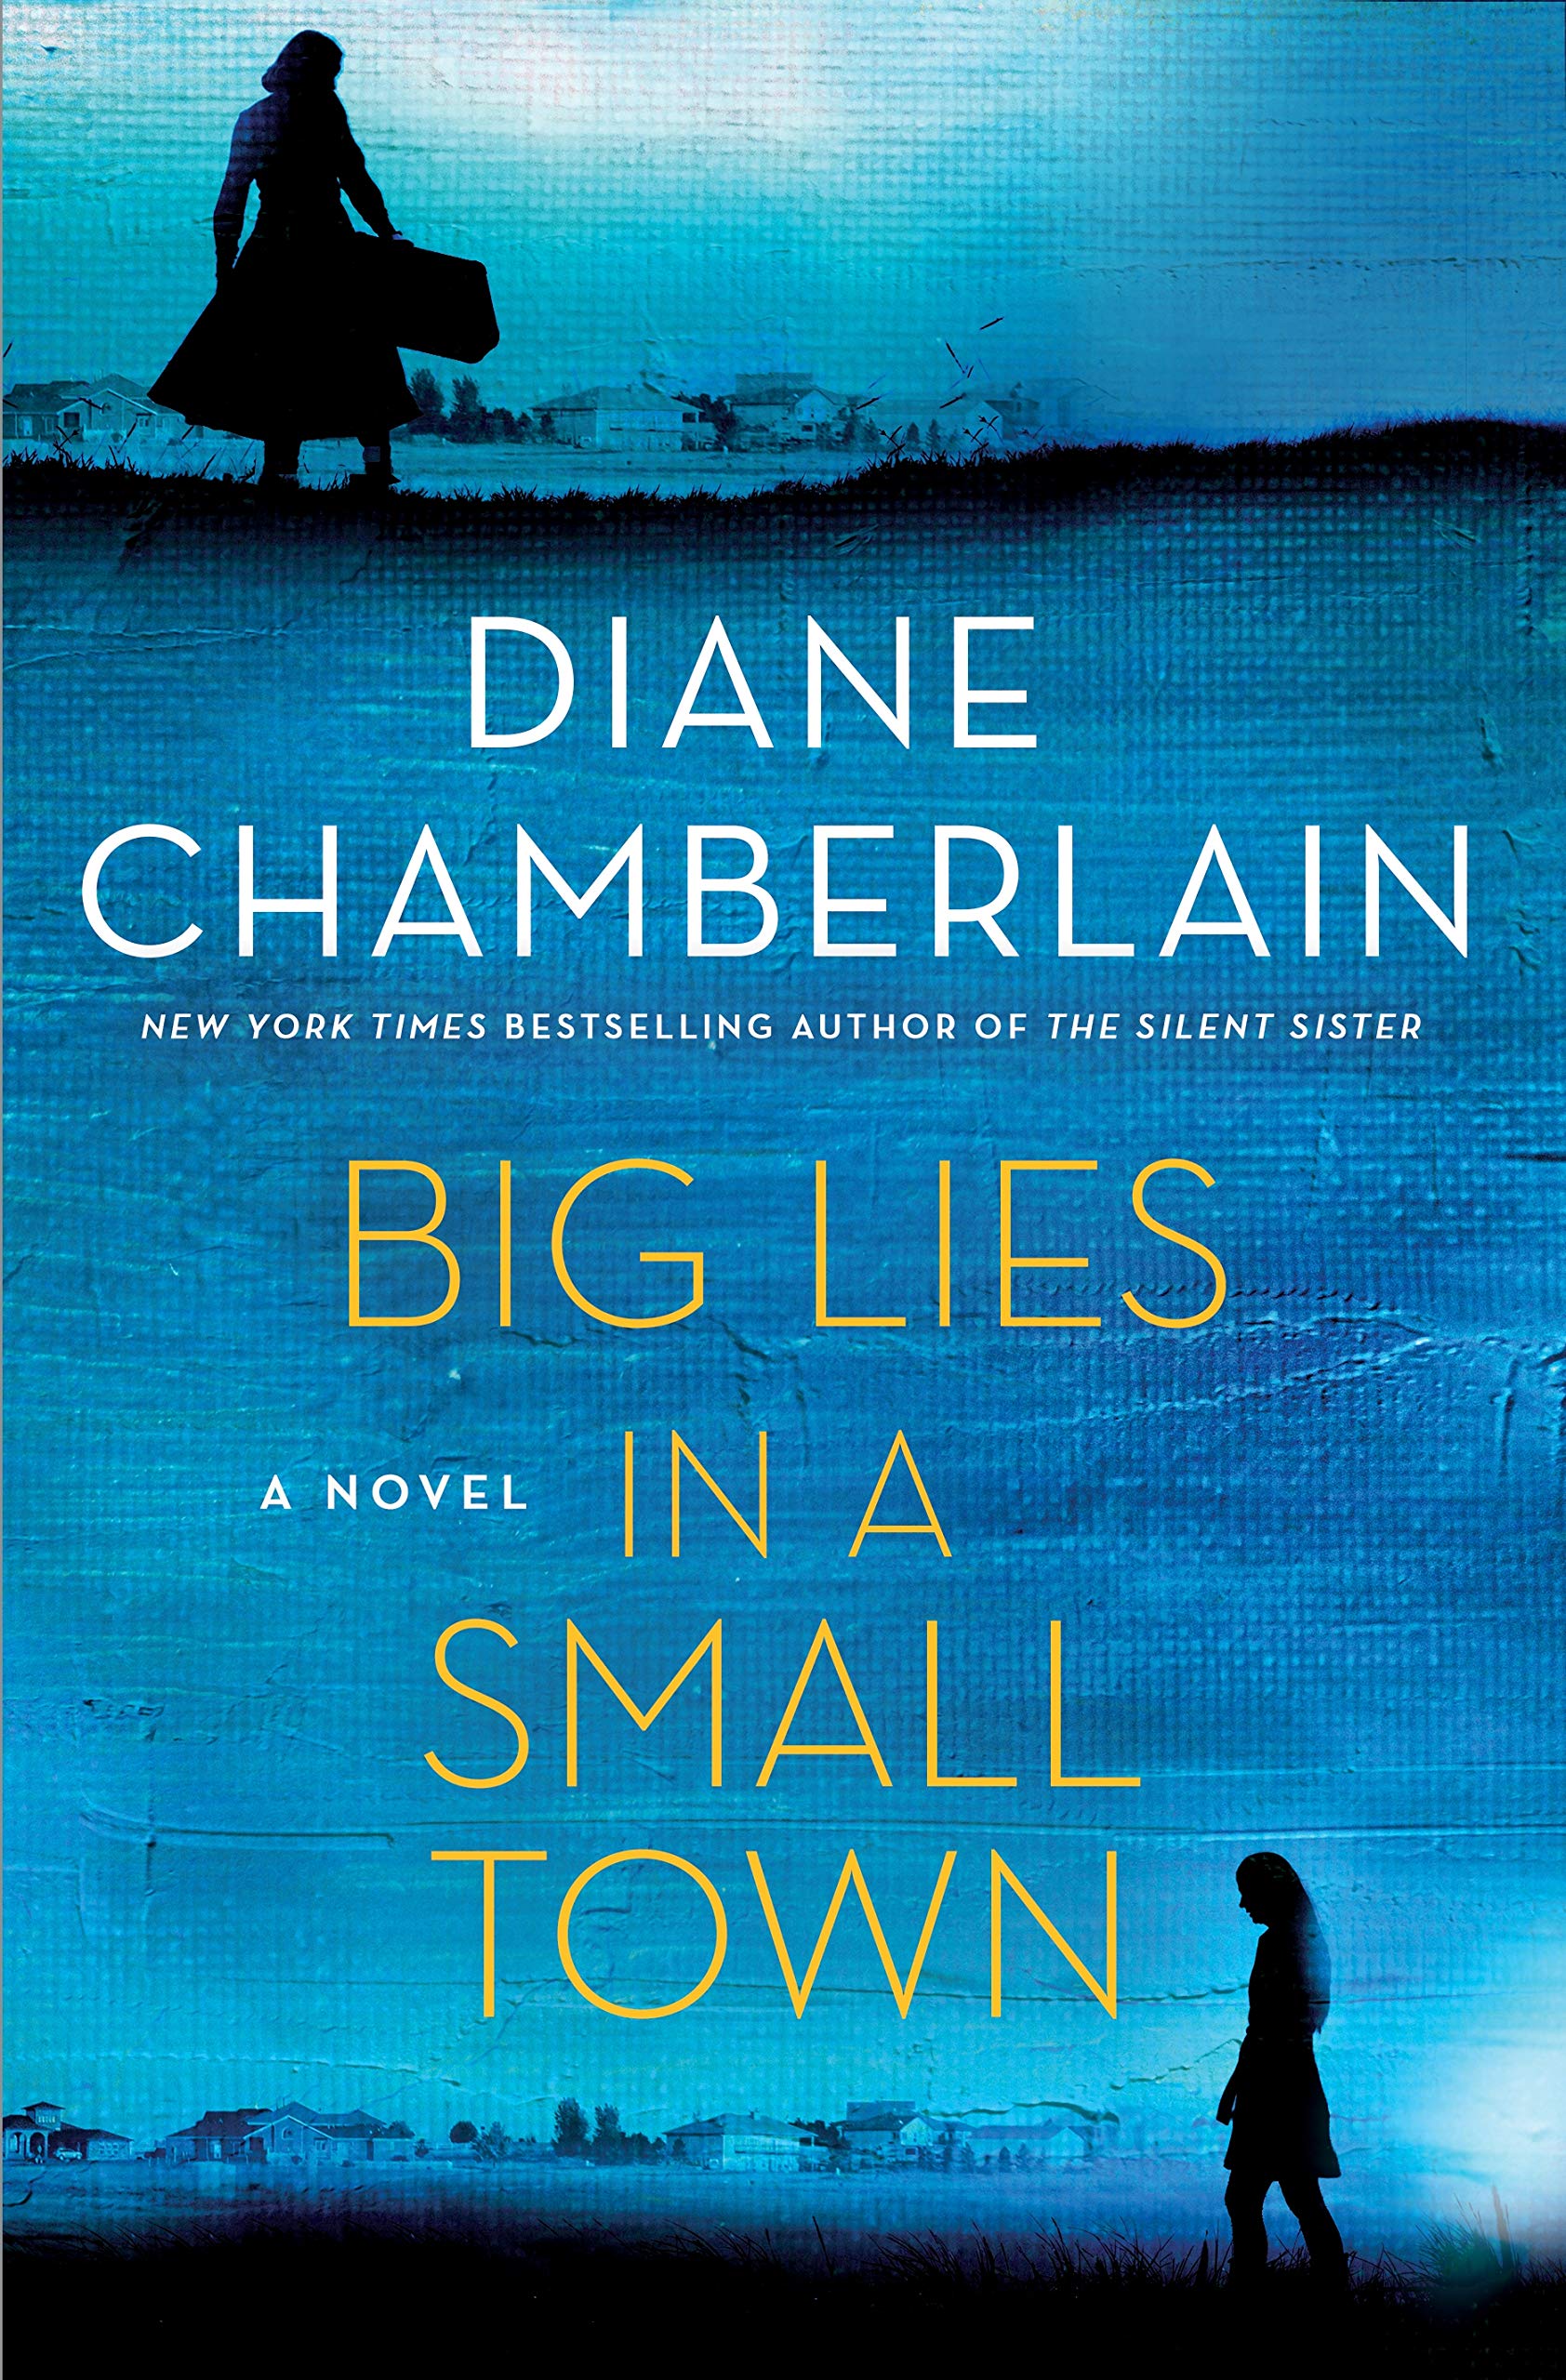 DIANE
CHAMBERLAIN
NEW YORK TIMES BESTSELLING AUTHOR OF THE SILENT SISTER
BIG LIES
A NOVEL
IN A
SMALL
TOWN